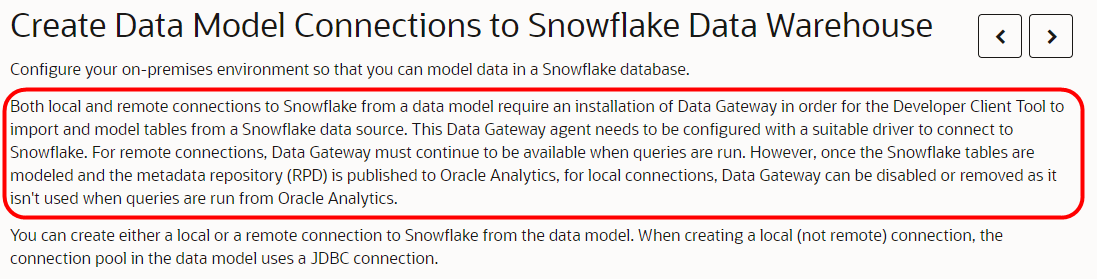 Create Data Model Connections to Snowflake Data Warehouse
Configure your on-premises environment so that you can model data in a Snowflake database.
Both local and remote connections to Snowflake from a data model require an installation of Data Gateway in order for the Developer Client Tool to
import and model tables from a Snowflake data source. This Data Gateway agent needs to be configured with a suitable driver to connect to
Snowflake. For remote connections, Data Gateway must continue to be available when queries are run. However, once the Snowflake tables are
modeled and the metadata repository (RPD) is published to Oracle Analytics, for local connections, Data Gateway can be disabled or removed as it
isn't used when queries are run from Oracle Analytics.
You can create either a local or a remote connection to Snowflake from the data model. When creating a local (not remote) connection, the
connection pool in the data model uses a JDBC connection.